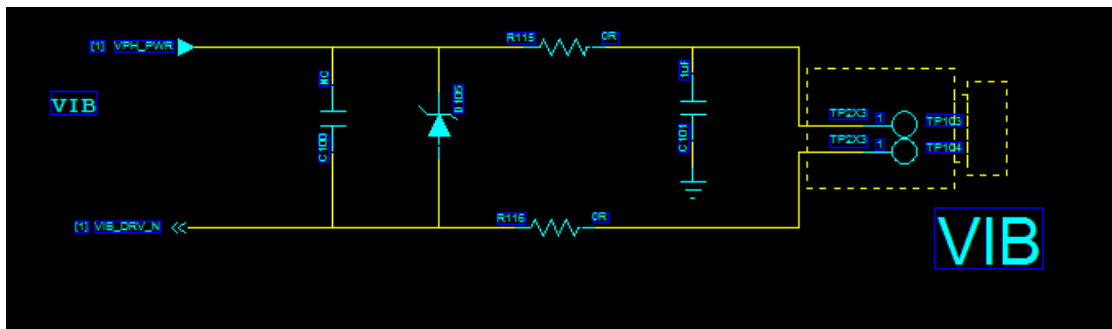 R115 0R
[1] VPH_PWR
NC
1UF
D105
VIB
TP2X3 1 TP103
TP2X3 1 TP104
C100
C101
R116 0R
[1] VIB_DRV_N
VIB